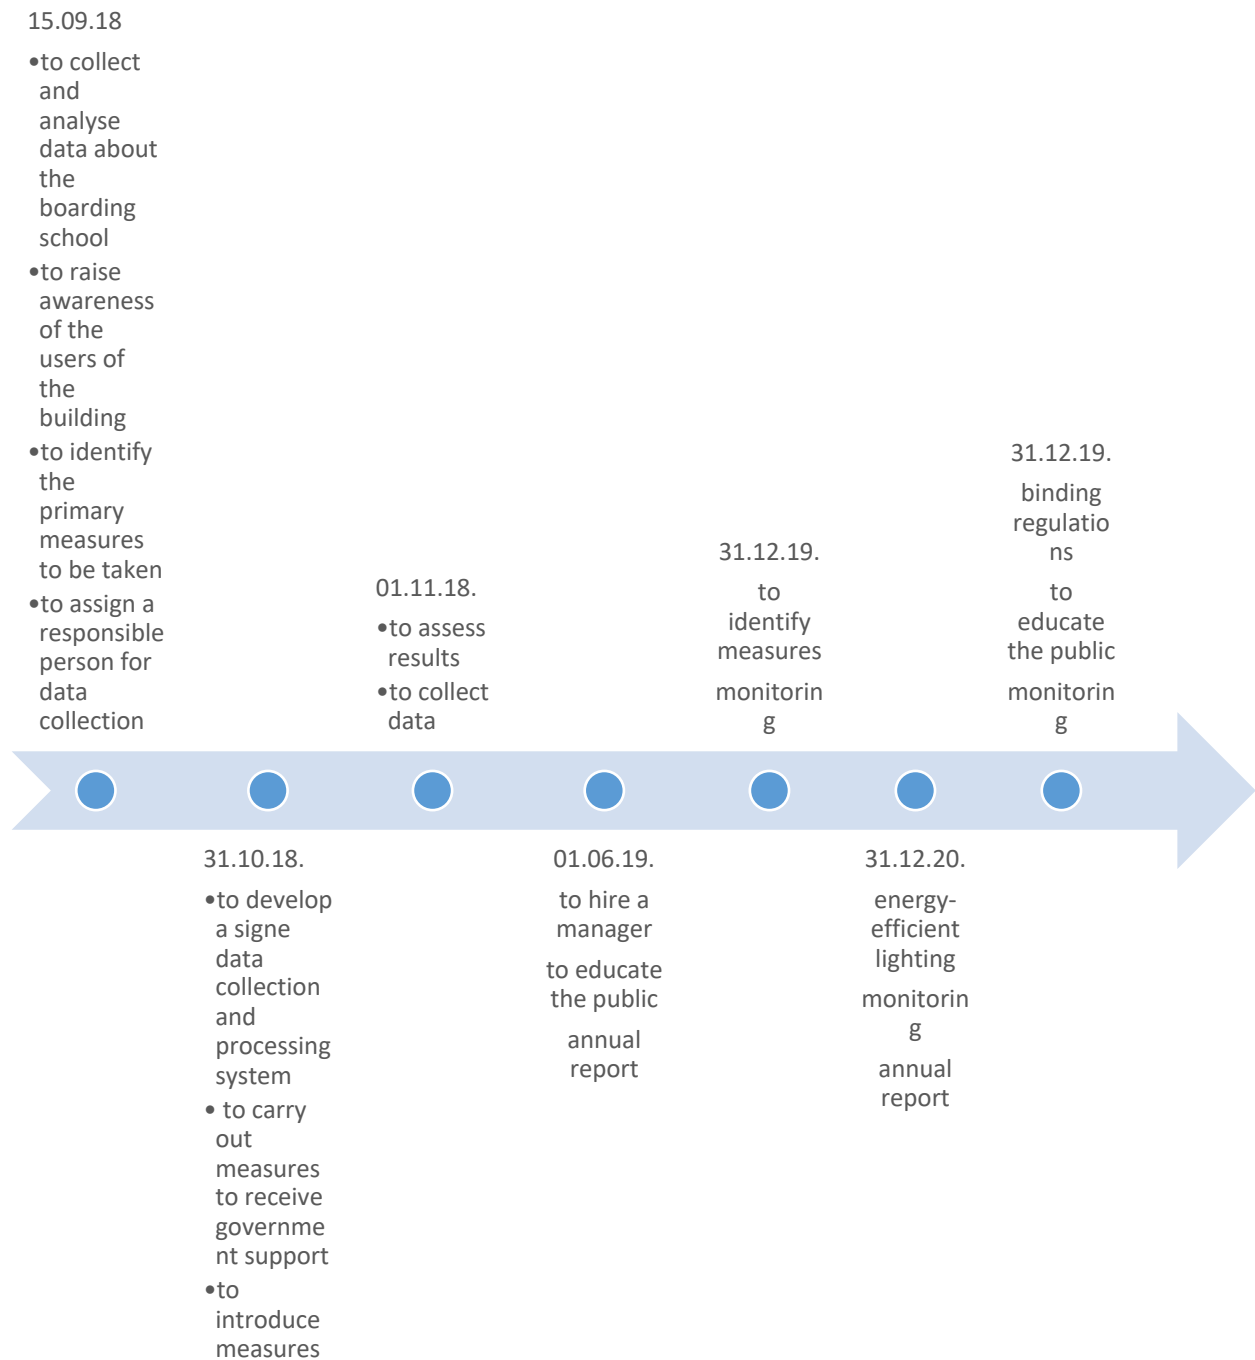 15.09.18
•to collect
and
analyse
data about
the
boarding
school
•to raise
awareness
of the
users of
the
building
•to identify
the
primary
measures
to be taken
•to assign a
responsible
person for
data
collection
31.10.18.
•to develop
a signe
data
collection
and
processing
system
• to carry
out
measures
to receive
governme
nt support
•to
introduce
measures
01.11.18.
•to assess
results
•to collect
data
01.06.19.
to hire a
manager
to educate
the public
annual
report
31.12.19.
to
identify
measures
monitorin
g
31.12.20.
energy-
efficient
lighting
monitorin
g
annual
report
31.12.19.
binding
regulatio
ns
to
educate
the public
monitorin
g